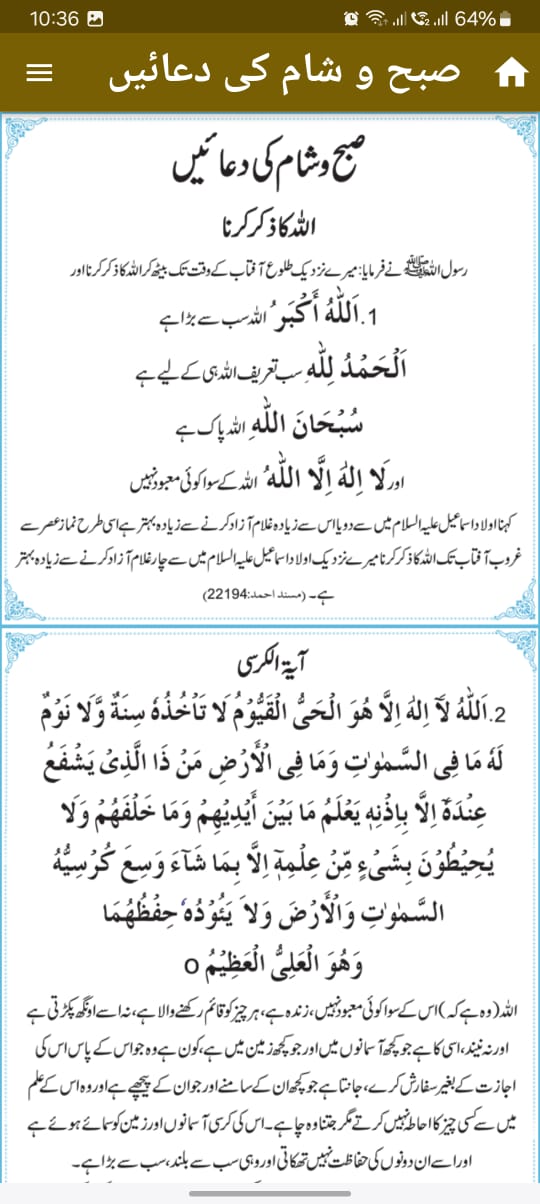 10:36 64%
صبح و شام کی دعائیں
صبح و شام کی دعائیں
اللہ کا ذکر کرنا
رسول اللہ ﷺ نے فرمایا: میرے نزدیک طلوع آفتاب کے وقت تک بیٹھ کر اللہ کا ذکر کرنا اور
1. اَللّٰهُ أَكْبَرُ اللہ سب سے بڑا ہے
اَلْحَمْدُ لِلّٰهِ سب تعریف اللہ ہی کے لیے ہے
سُبْحَانَ اللّٰهِ اللہ پاک ہے
اور لَا اِلٰهَ اِلَّا اللّٰهُ اللہ کے سوا کوئی معبود نہیں
کہنا اولاد اسماعیل علیہ السلام میں سے دو یا اس سے زیادہ غلام آزاد کرنے سے زیادہ بہتر ہے اسی طرح نماز عصر سے
غروب آفتاب تک اللہ کا ذکر کرنا میرے نزدیک اولاد اسماعیل علیہ السلام میں سے چار غلام آزاد کرنے سے زیادہ بہتر
ہے۔ (مسند احمد:22194)
آیۃ الکرسی
2. اَللّٰهُ لَآ اِلٰهَ اِلَّا هُوَ الْحَىُّ الْقَيُّوْمُ لَا تَاْخُذُهٗ سِنَةٌ وَّلَا نَوْمٌ
لَهٗ مَا فِى السَّمٰوٰتِ وَمَا فِى الْاَرْضِ مَنْ ذَا الَّذِىْ يَشْفَعُ
عِنْدَهٗٓ اِلَّا بِاِذْنِهٖ يَعْلَمُ مَا بَيْنَ أَيْدِيْهِمْ وَمَا خَلْفَهُمْ وَلَا
يُحِيْطُوْنَ بِشَىْءٍ مِّنْ عِلْمِهٖٓ اِلَّا بِمَا شَآءَ وَسِعَ كُرْسِيُّهُ
السَّمٰوٰتِ وَالْاَرْضَ وَلَا يَئُوْدُهٗ حِفْظُهُمَا
وَهُوَ الْعَلِىُّ الْعَظِيْمُ o
اللہ (وہ ہے کہ) اس کے سوا کوئی معبود نہیں، زندہ ہے، ہر چیز کو قائم رکھنے والا ہے، نہ اسے اونگھ پکڑتی ہے
اور نہ نیند، اسی کا ہے جو کچھ آسمانوں میں اور جو کچھ زمین میں ہے، کون ہے وہ جو اس کے پاس اس کی
اجازت کے بغیر سفارش کرے، جانتا ہے جو کچھ ان کے سامنے اور جو ان کے پیچھے ہے اور وہ اس کے علم
میں سے کسی چیز کا احاطہ نہیں کرتے مگر جتنا وہ چاہے۔ اس کی کرسی آسمانوں اور زمین کو سمائے ہوئے ہے
اور اسے ان دونوں کی حفاظت نہیں تھکاتی اور وہی سب سے بلند، سب سے بڑا ہے۔